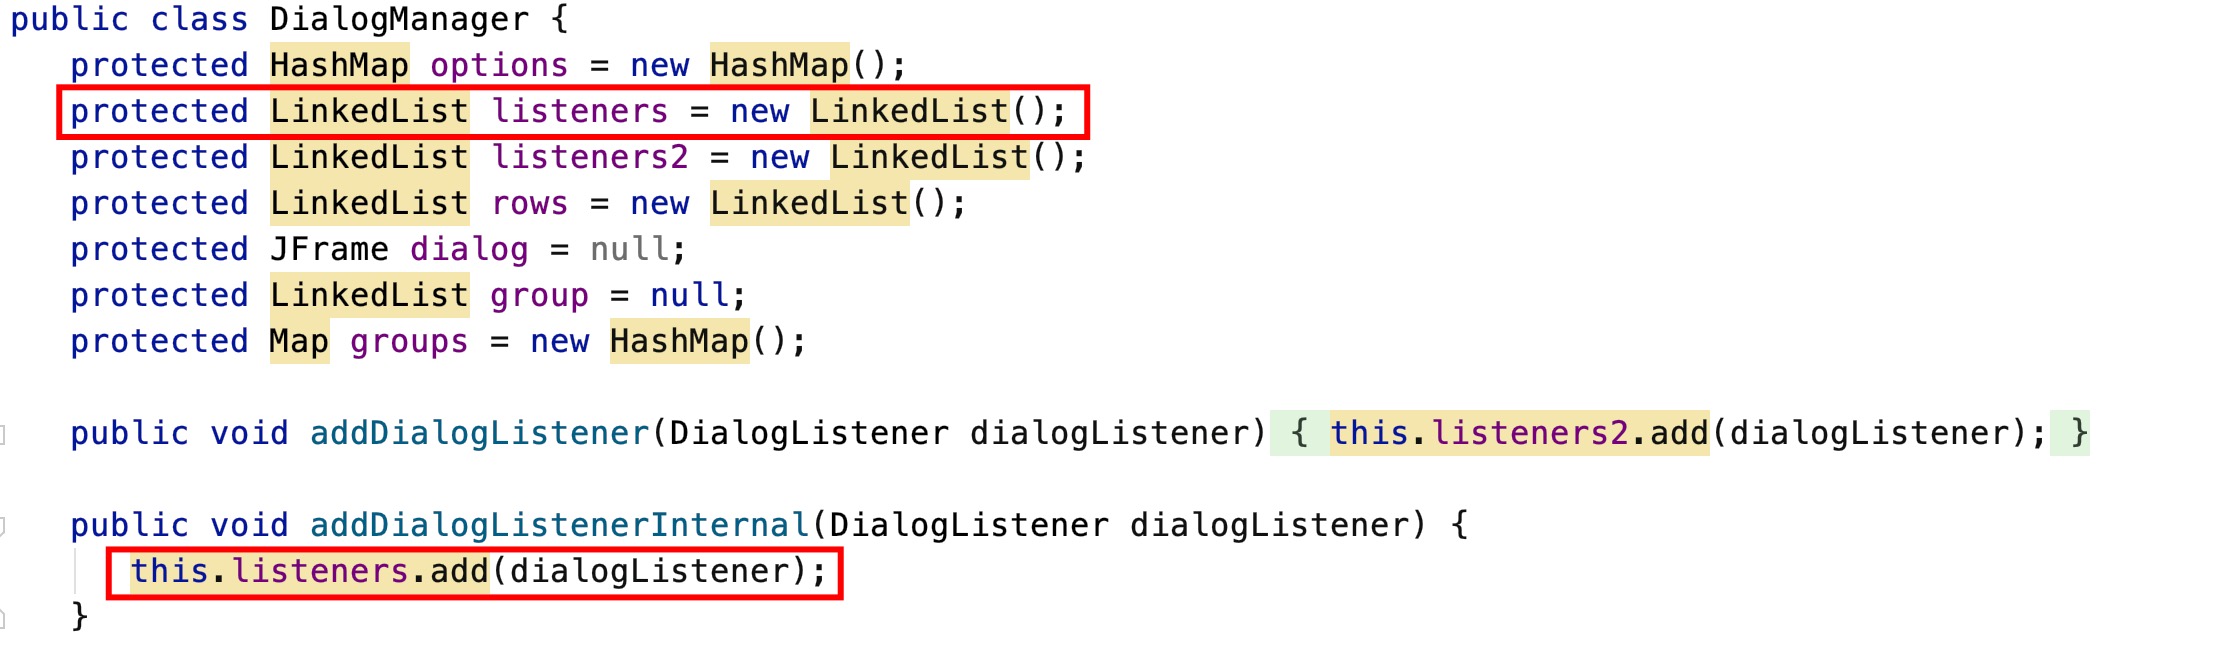 public class DialogManager {
protected HashMap options = new HashMap();
protected LinkedList listeners = new LinkedList();
protected LinkedList listeners2 = new LinkedList();
protected LinkedList rows = new LinkedList();
protected JFrame dialog = null;
protected LinkedList group = null;
protected Map groups = new HashMap();
public void addDialogListener(DialogListener dialogListener) { this.listeners2.add(dialogListener); }
public void addDialogListenerInternal(DialogListener dialogListener) {
this.listeners.add(dialogListener);
}